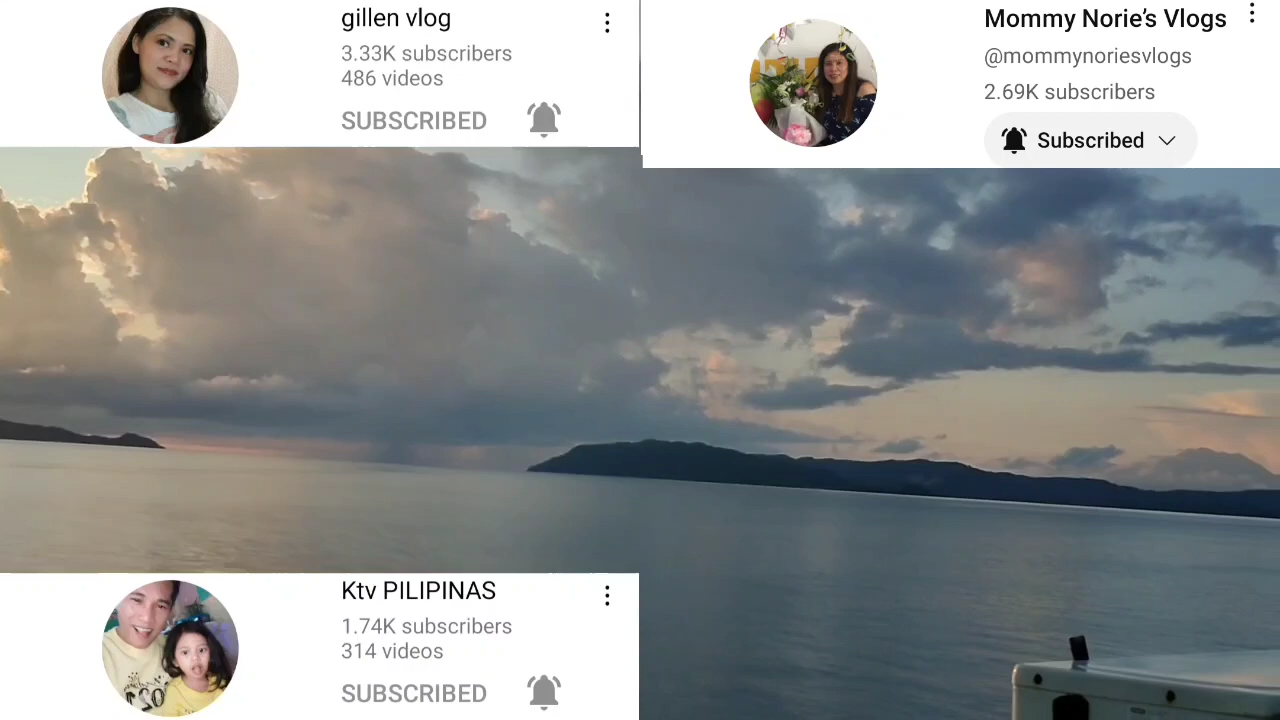 gillen vlog
3.33K subscribers
486 videos
SUBSCRIBED
Mommy Norie’s Vlogs
@mommynoriesvlogs
2.69K subscribers
Subscribed
Ktv PILIPINAS
1.74K subscribers
314 videos
SUBSCRIBED